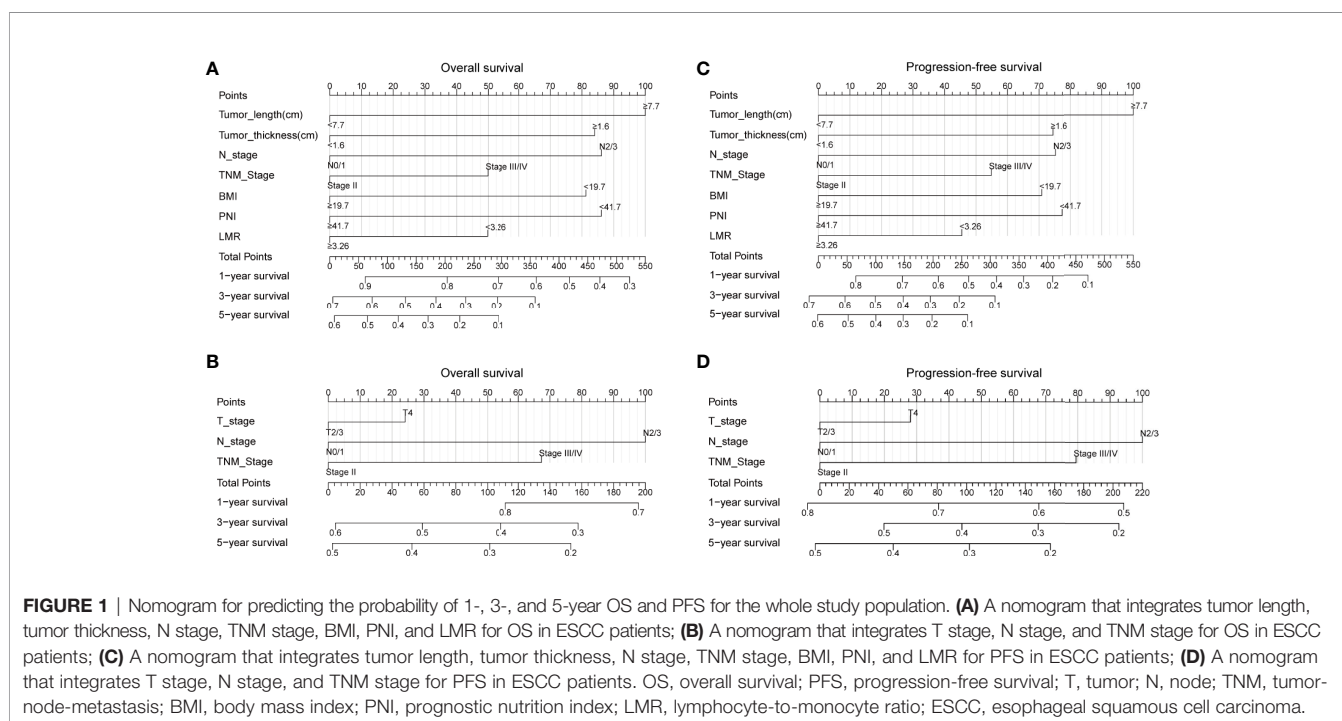 A
Overall survival
0 10 20 30 40 50 60 70 80 90 100
Points
Tumor_length(cm)
≥7.7
<7.7
Tumor_thickness(cm)
≥1.6
<1.6
N_stage
N2/3
N0/1
TNM_Stage
Stage III/IV
Stage II
BMI
<19.7
≥19.7
PNI
<41.7
≥41.7
LMR
<3.26
≥3.26
Total Points
0 50 100 150 200 250 300 350 400 450 500 550
1-year survival
0.9 0.8 0.7 0.6 0.5 0.4 0.3
3-year survival
0.7 0.6 0.5 0.4 0.3 0.2 0.1
5-year survival
0.6 0.5 0.4 0.3 0.2 0.1
C
Progression-free survival
0 10 20 30 40 50 60 70 80 90 100
Points
Tumor_length(cm)
≥7.7
<7.7
Tumor_thickness(cm)
≥1.6
<1.6
N_stage
N2/3
N0/1
TNM_Stage
Stage III/IV
Stage II
BMI
<19.7
≥19.7
PNI
<41.7
≥41.7
LMR
<3.26
≥3.26
Total Points
0 50 100 150 200 250 300 350 400 450 550
1-year survival
0.8 0.7 0.6 0.5 0.4 0.3 0.2 0.1
3-year survival
0.7 0.6 0.5 0.4 0.3 0.2 0.1
5-year survival
0.6 0.5 0.4 0.3 0.2 0.1
B
Overall survival
0 10 20 30 40 50 60 70 80 90 100
Points
T_stage
T4
T2/3
N_stage
N2/3
N0/1
TNM_Stage
Stage III/IV
Stage II
Total Points
0 20 40 60 80 100 120 140 160 180 200
1-year survival
0.8 0.7
3-year survival
0.6 0.5 0.4 0.3
5-year survival
0.5 0.4 0.3 0.2
D
Progression-free survival
0 10 20 30 40 50 60 70 80 90 100
Points
T_stage
T4
T2/3
N_stage
N2/3
N0/1
TNM_Stage
Stage III/IV
Stage II
Total Points
0 20 40 60 80 100 120 140 160 180 200 220
1-year survival
0.8 0.7 0.6 0.5
3-year survival
0.5 0.4 0.3 0.2
5-year survival
0.5 0.4 0.3 0.2
FIGURE 1 | Nomogram for predicting the probability of 1-, 3-, and 5-year OS and PFS for the whole study population. (A) A nomogram that integrates tumor length,
tumor thickness, N stage, TNM stage, BMI, PNI, and LMR for OS in ESCC patients; (B) A nomogram that integrates T stage, N stage, and TNM stage for OS in ESCC
patients; (C) A nomogram that integrates tumor length, tumor thickness, N stage, TNM stage, BMI, PNI, and LMR for PFS in ESCC patients; (D) A nomogram
that integrates T stage, N stage, and TNM stage for PFS in ESCC patients. OS, overall survival; PFS, progression-free survival; T, tumor; N, node; TNM, tumor-
node-metastasis; BMI, body mass index; PNI, prognostic nutrition index; LMR, lymphocyte-to-monocyte ratio; ESCC, esophageal squamous cell carcinoma.